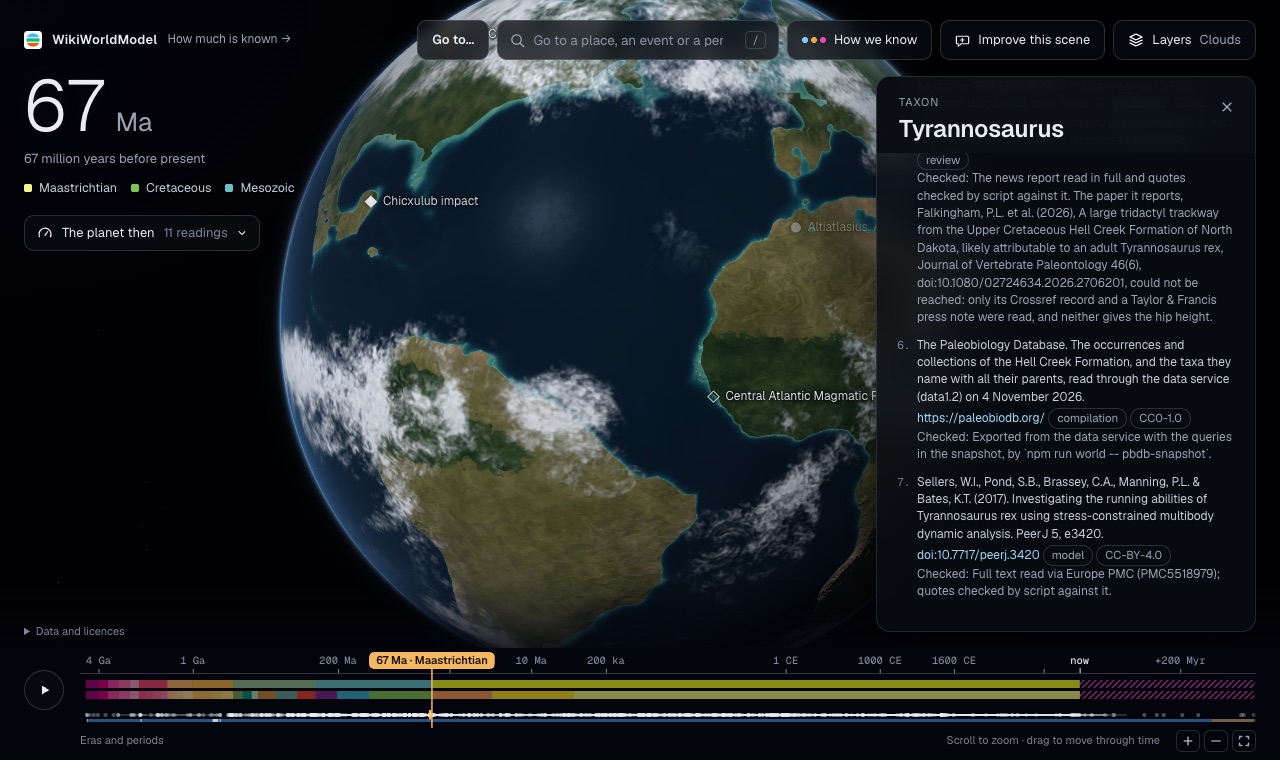 WikiWorldModel How much is known →
Go to...
Go to a place, an event or a per
/
How we know
Improve this scene
Layers Clouds
67 Ma
67 million years before present
Maastrichtian Cretaceous Mesozoic
The planet then 11 readings
Chicxulub impact
Altiatlasius,
Central Atlantic Magmatic
TAXON
Tyrannosaurus
review
Checked: The news report read in full and quotes
checked by script against it. The paper it reports,
Falkingham, P.L. et al. (2026), A large tridactyl trackway
from the Upper Cretaceous Hell Creek Formation of North
Dakota, likely attributable to an adult Tyrannosaurus rex,
Journal of Vertebrate Paleontology 46(6),
doi:10.1080/02724634.2026.2706201, could not be
reached: only its Crossref record and a Taylor & Francis
press note were read, and neither gives the hip height.
6. The Paleobiology Database. The occurrences and
collections of the Hell Creek Formation, and the taxa they
name with all their parents, read through the data service
(data1.2) on 4 November 2026.
https://paleobiodb.org/ compilation CC0-1.0
Checked: Exported from the data service with the queries
in the snapshot, by `npm run world -- pbdb-snapshot`.
7. Sellers, W.I., Pond, S.B., Brassey, C.A., Manning, P.L. &
Bates, K.T. (2017). Investigating the running abilities of
Tyrannosaurus rex using stress-constrained multibody
dynamic analysis. PeerJ 5, e3420.
doi:10.7717/peerj.3420 model CC-BY-4.0
Checked: Full text read via Europe PMC (PMC5518979);
quotes checked by script against it.
Data and licences
4 Ga 1 Ga 200 Ma 67 Ma · Maastrichtian 10 Ma 200 ka 1 CE 1000 CE 1600 CE now +200 Myr
Eras and periods
Scroll to zoom · drag to move through time